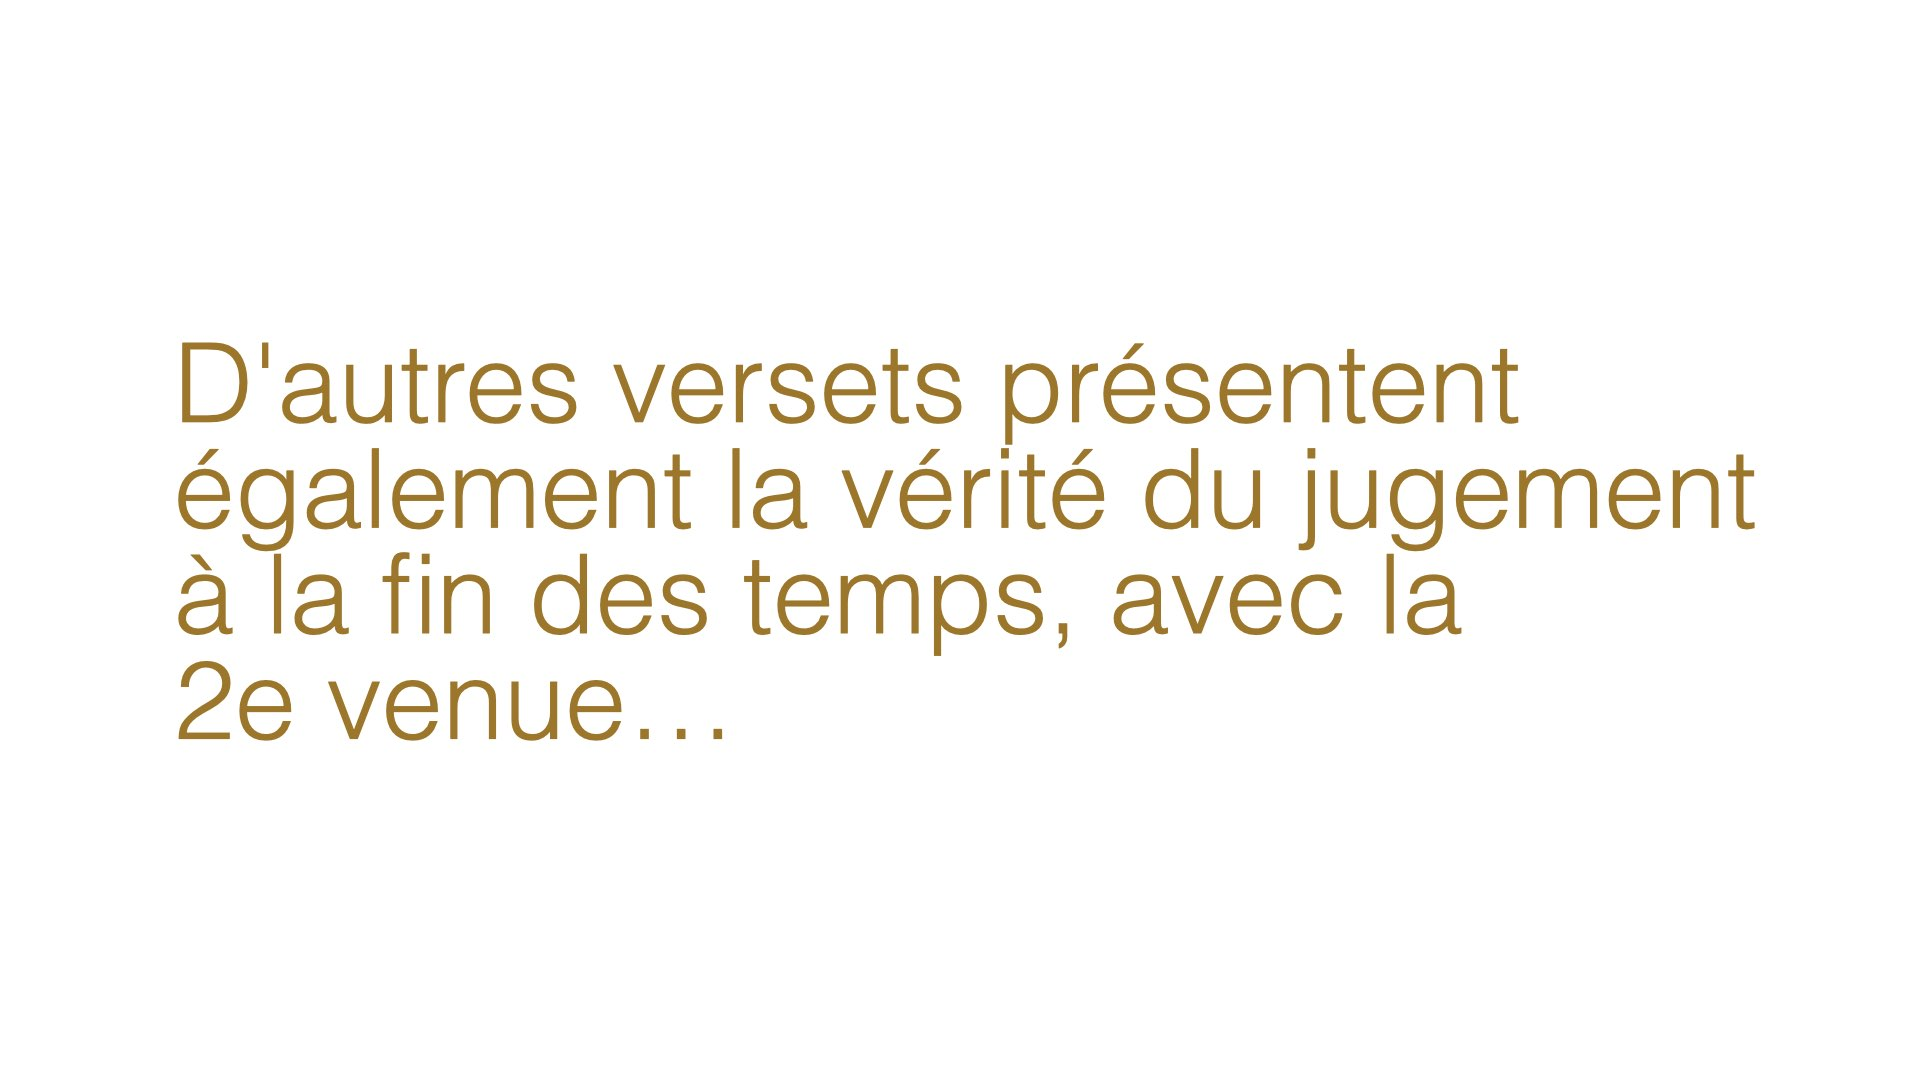 D'autres versets présentent
également la vérité du jugement
à la fin des temps, avec la
2e venue…